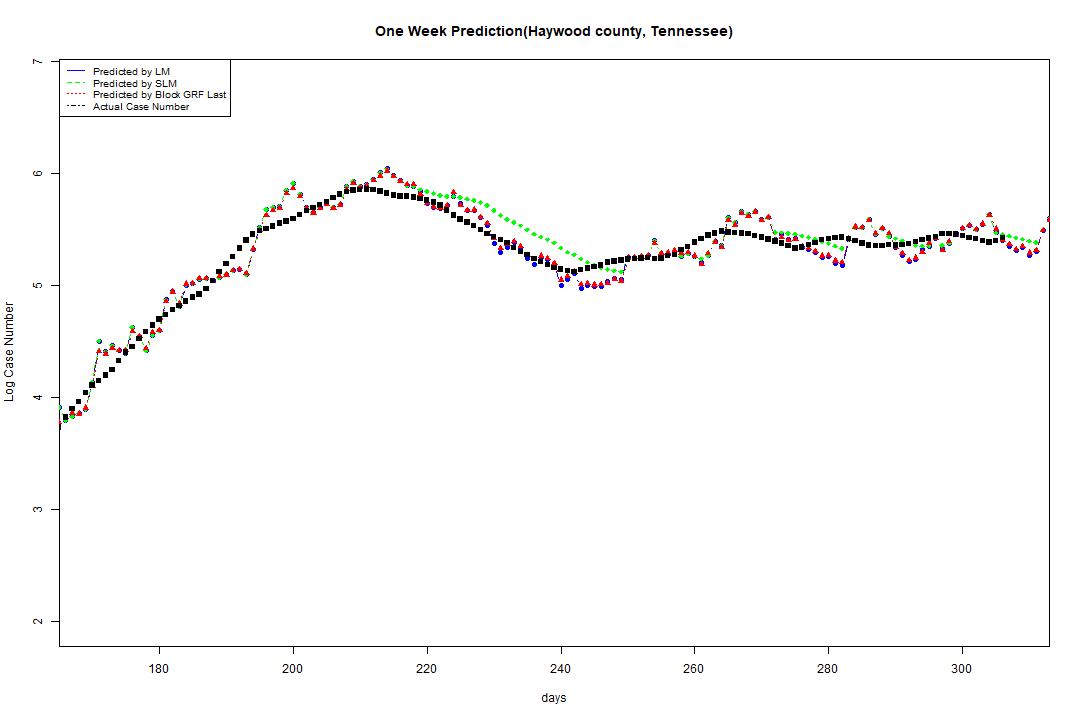 One Week Prediction(Haywood county, Tennessee)
7
Predicted by LM
Predicted by SLM
Predicted by Block GRF Last
Actual Case Number
6
5
4
3
2
Log Case Number
180 200 220 240 260 280 300
days